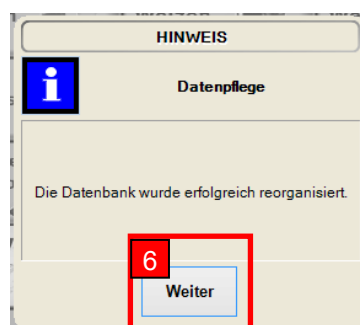 HINWEIS
i
Datenpflege
Die Datenbank wurde erfolgreich reorganisiert.
6
Weiter